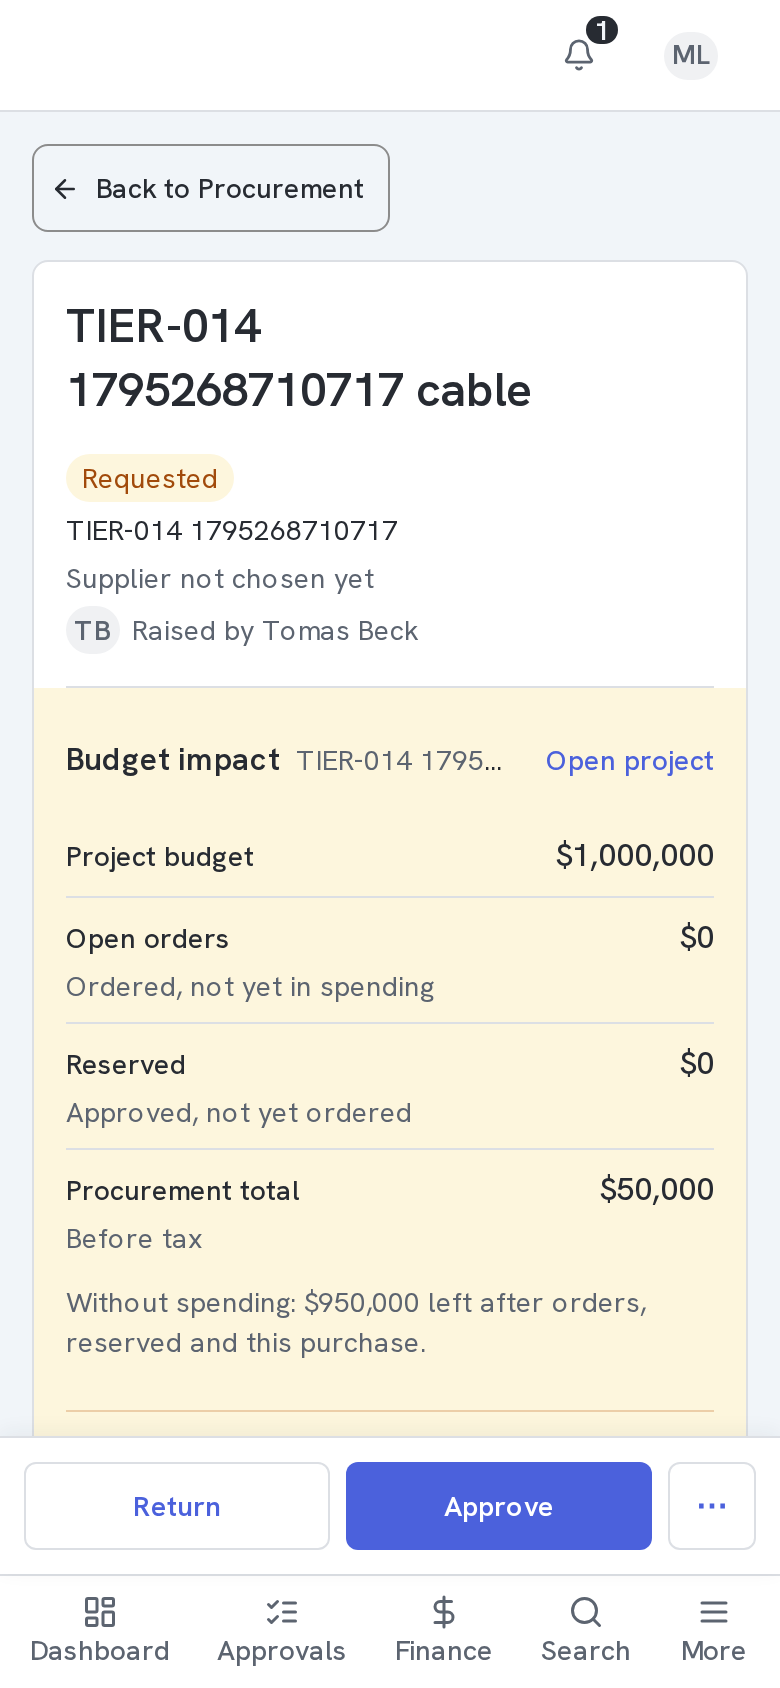 1
ML
Back to Procurement
TIER-014
1795268710717 cable
Requested
TIER-014 1795268710717
Supplier not chosen yet
TB Raised by Tomas Beck
Budget impact TIER-014 1795... Open project
Project budget $1,000,000
Open orders $0
Ordered, not yet in spending
Reserved $0
Approved, not yet ordered
Procurement total $50,000
Before tax
Without spending: $950,000 left after orders,
reserved and this purchase.
Return Approve ...
Dashboard Approvals Finance Search More